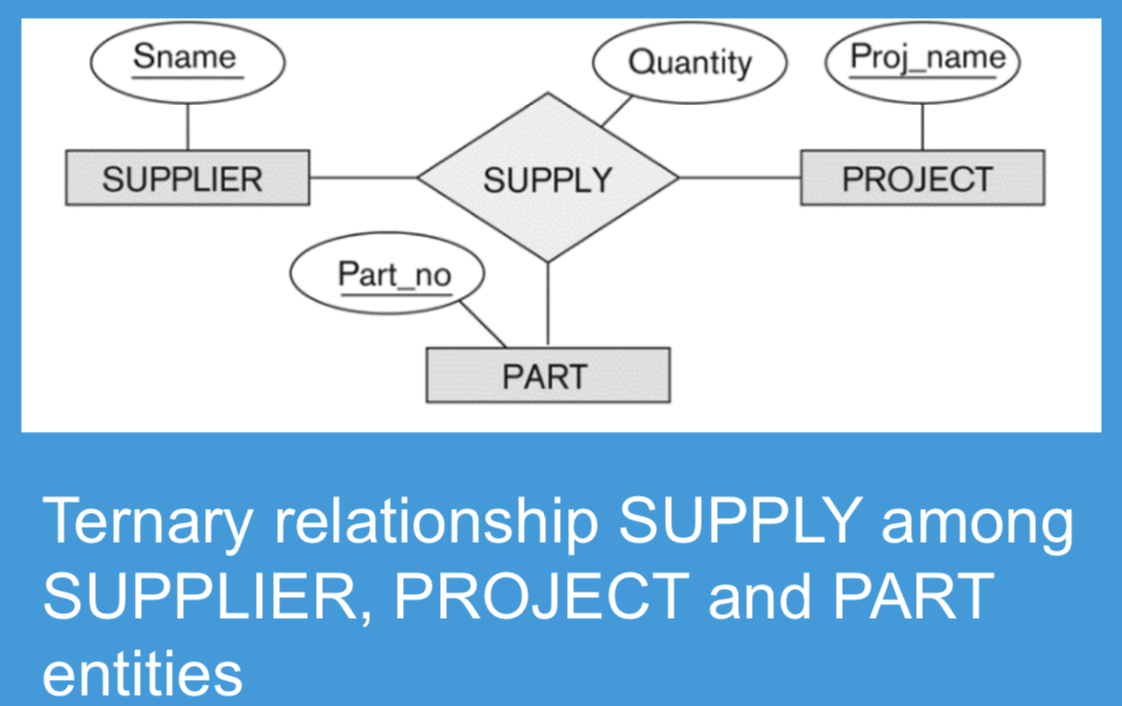 Sname
Quantity
Proj_name
SUPPLIER
SUPPLY
PROJECT
Part_no
PART
Ternary relationship SUPPLY among
SUPPLIER, PROJECT and PART
entities